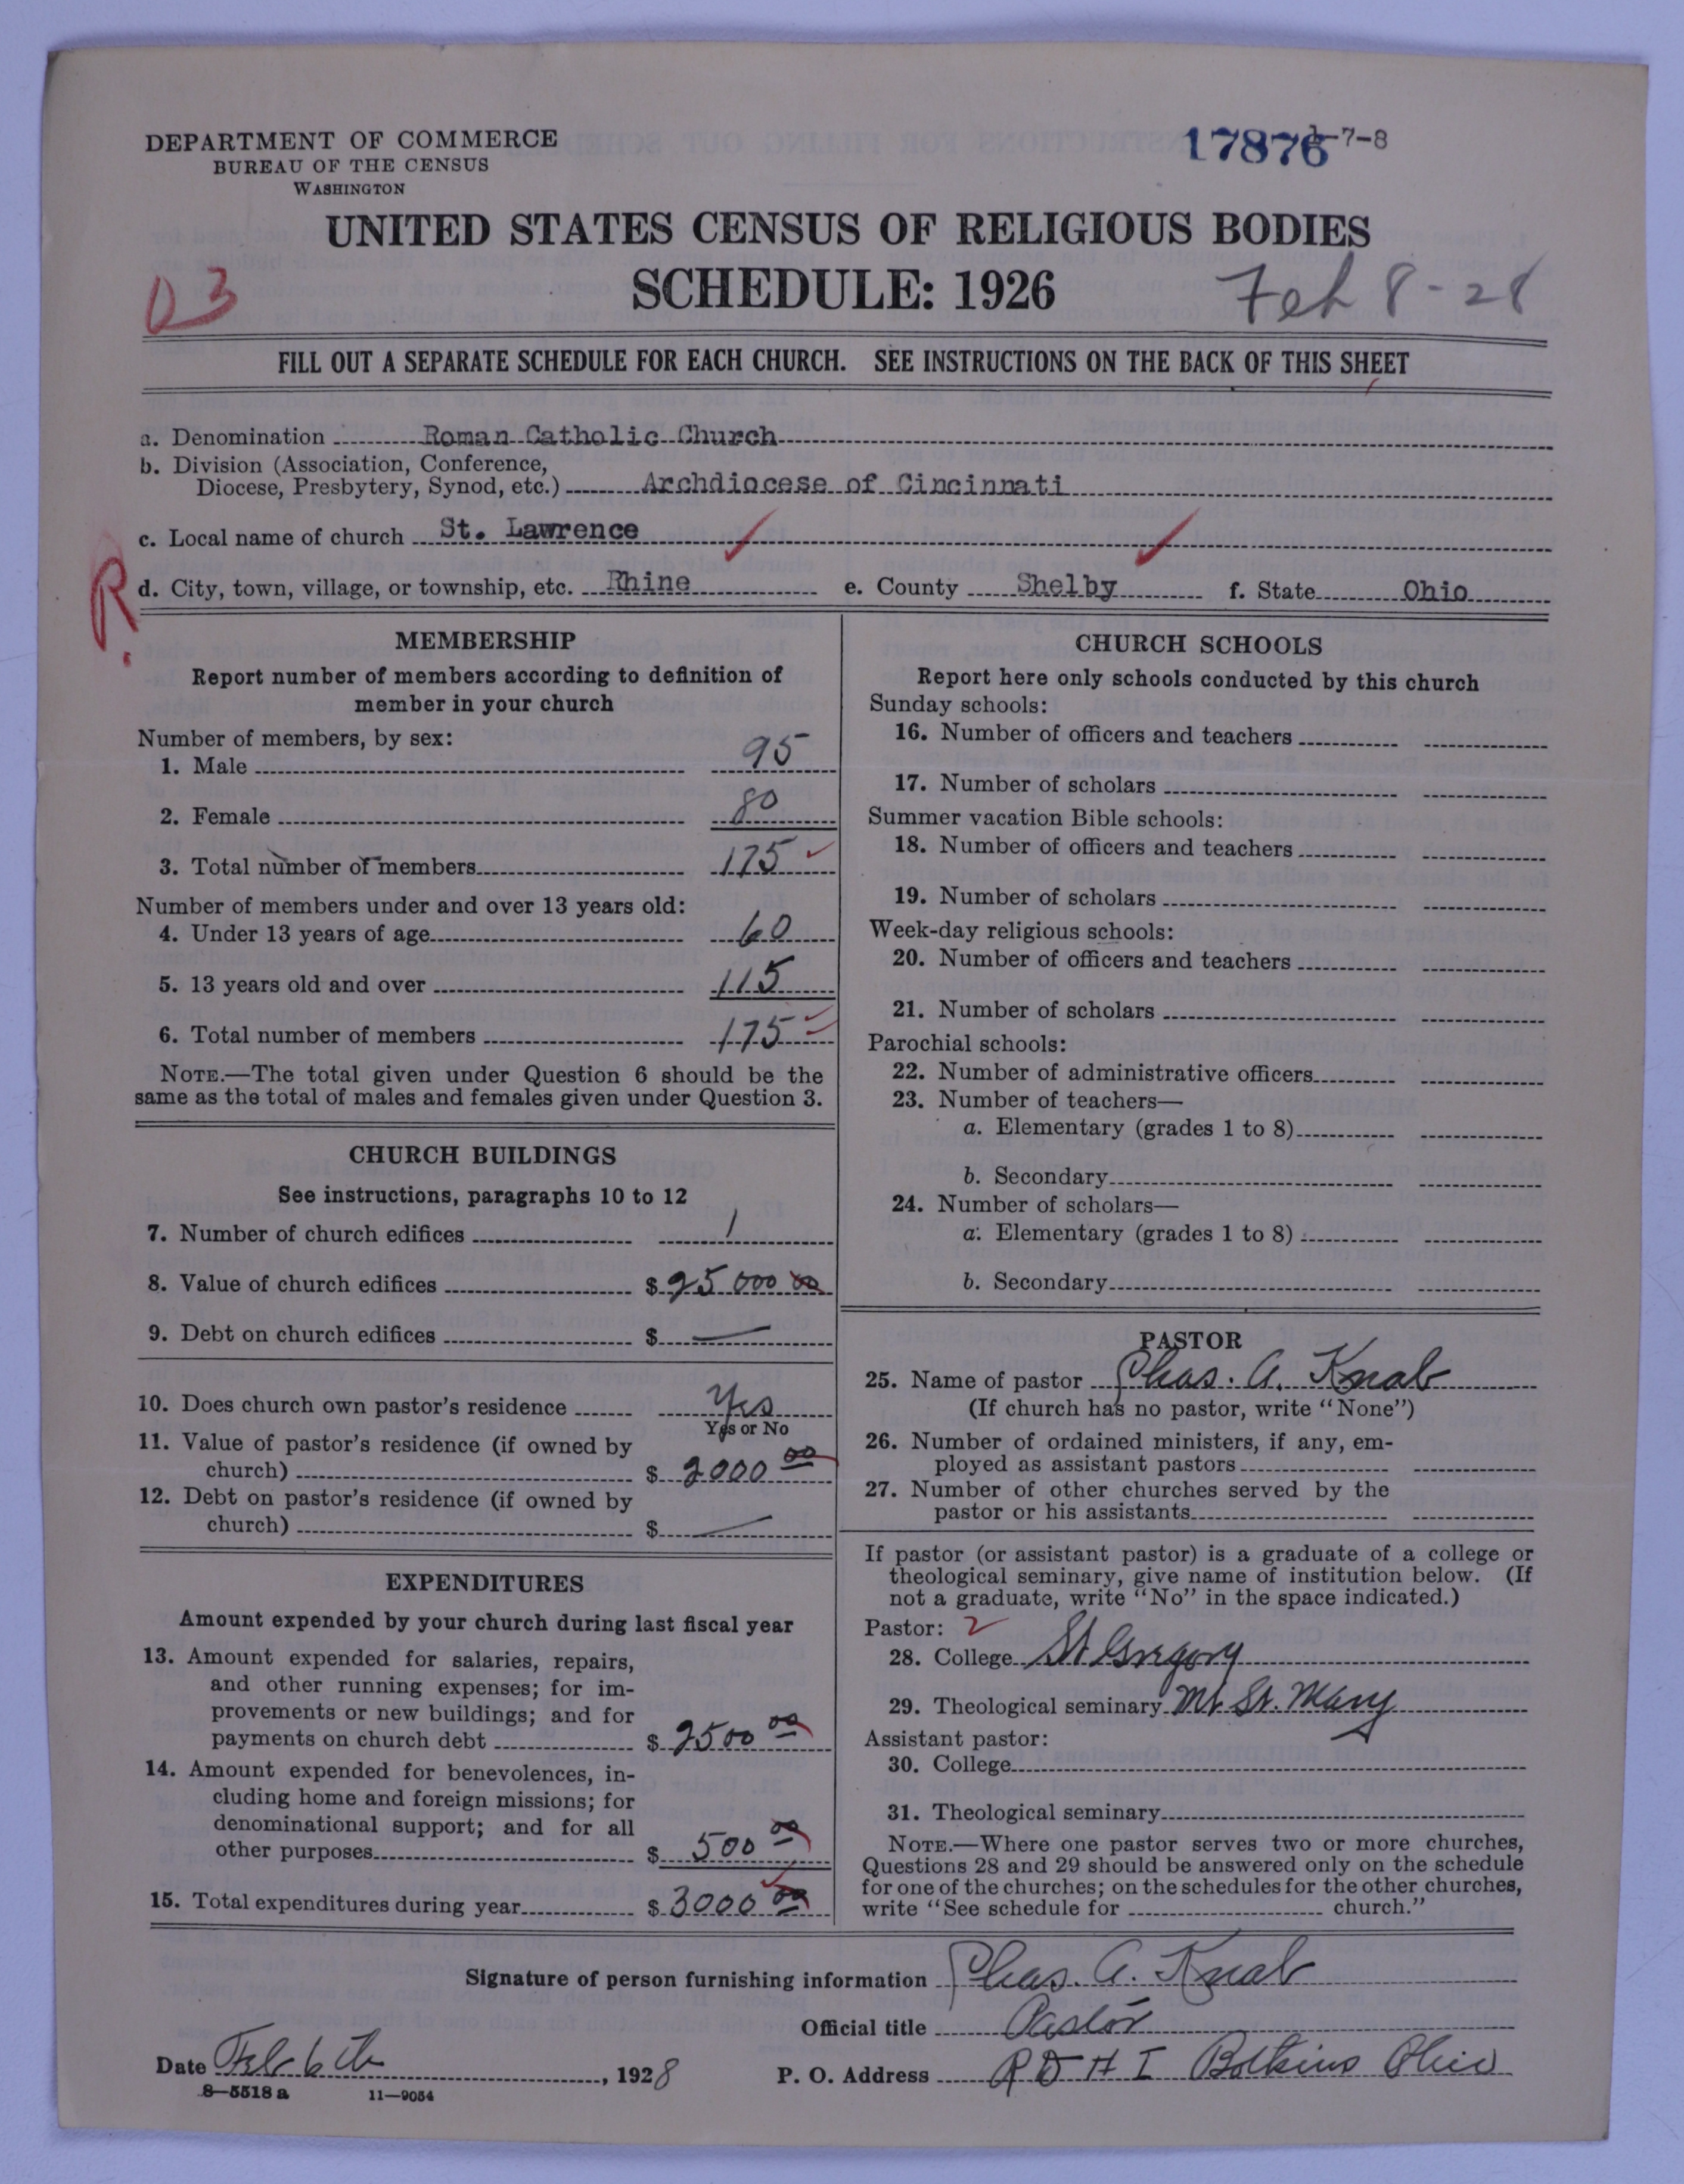 DEPARTMENT OF COMMERCE
BUREAU OF THE CENSUS
WASHINGTON
17876 1-7-8
UNITED STATES CENSUS OF RELIGIOUS BODIES
SCHEDULE: 1926
D3
Feb 8-28
FILL OUT A SEPARATE SCHEDULE FOR EACH CHURCH. SEE INSTRUCTIONS ON THE BACK OF THIS SHEET
a. Denomination Roman Catholic Church
b. Division (Association, Conference,
Diocese, Presbytery, Synod, etc.) Archdiocese of Cincinnati
c. Local name of church St. Lawrence
R.
d. City, town, village, or township, etc. Rhine e. County Shelby f. State Ohio
MEMBERSHIP
Report number of members according to definition of
member in your church
Number of members, by sex:
1. Male 95
2. Female 80
3. Total number of members 175
Number of members under and over 13 years old:
4. Under 13 years of age 60
5. 13 years old and over 115
6. Total number of members 175
NOTE.—The total given under Question 6 should be the
same as the total of males and females given under Question 3.
CHURCH BUILDINGS
See instructions, paragraphs 10 to 12
7. Number of church edifices 1
8. Value of church edifices $ 25 000 00
9. Debt on church edifices $ —
10. Does church own pastor's residence Yes
Yes or No
11. Value of pastor's residence (if owned by
church) $ 2000 00
12. Debt on pastor's residence (if owned by
church) $ —
EXPENDITURES
Amount expended by your church during last fiscal year
13. Amount expended for salaries, repairs,
and other running expenses; for im-
provements or new buildings; and for
payments on church debt $ 2500 00
14. Amount expended for benevolences, in-
cluding home and foreign missions; for
denominational support; and for all
other purposes $ 500 00
15. Total expenditures during year $ 3000 00
CHURCH SCHOOLS
Report here only schools conducted by this church
Sunday schools:
16. Number of officers and teachers
17. Number of scholars
Summer vacation Bible schools:
18. Number of officers and teachers
19. Number of scholars
Week-day religious schools:
20. Number of officers and teachers
21. Number of scholars
Parochial schools:
22. Number of administrative officers
23. Number of teachers—
a. Elementary (grades 1 to 8)
b. Secondary
24. Number of scholars—
a. Elementary (grades 1 to 8)
b. Secondary
PASTOR
25. Name of pastor Chas. A. Knab
(If church has no pastor, write "None")
26. Number of ordained ministers, if any, em-
ployed as assistant pastors
27. Number of other churches served by the
pastor or his assistants
If pastor (or assistant pastor) is a graduate of a college or
theological seminary, give name of institution below. (If
not a graduate, write "No" in the space indicated.)
Pastor: 2
28. College St Gregory
29. Theological seminary Mt St. Mary
Assistant pastor:
30. College
31. Theological seminary
NOTE.—Where one pastor serves two or more churches,
Questions 28 and 29 should be answered only on the schedule
for one of the churches; on the schedules for the other churches,
write "See schedule for church."
Signature of person furnishing information Chas. A. Knab
Official title Pastor
Date Feb 6 th, 1928 P. O. Address R D # I Botkins Ohio
8—5518 a 11—9054